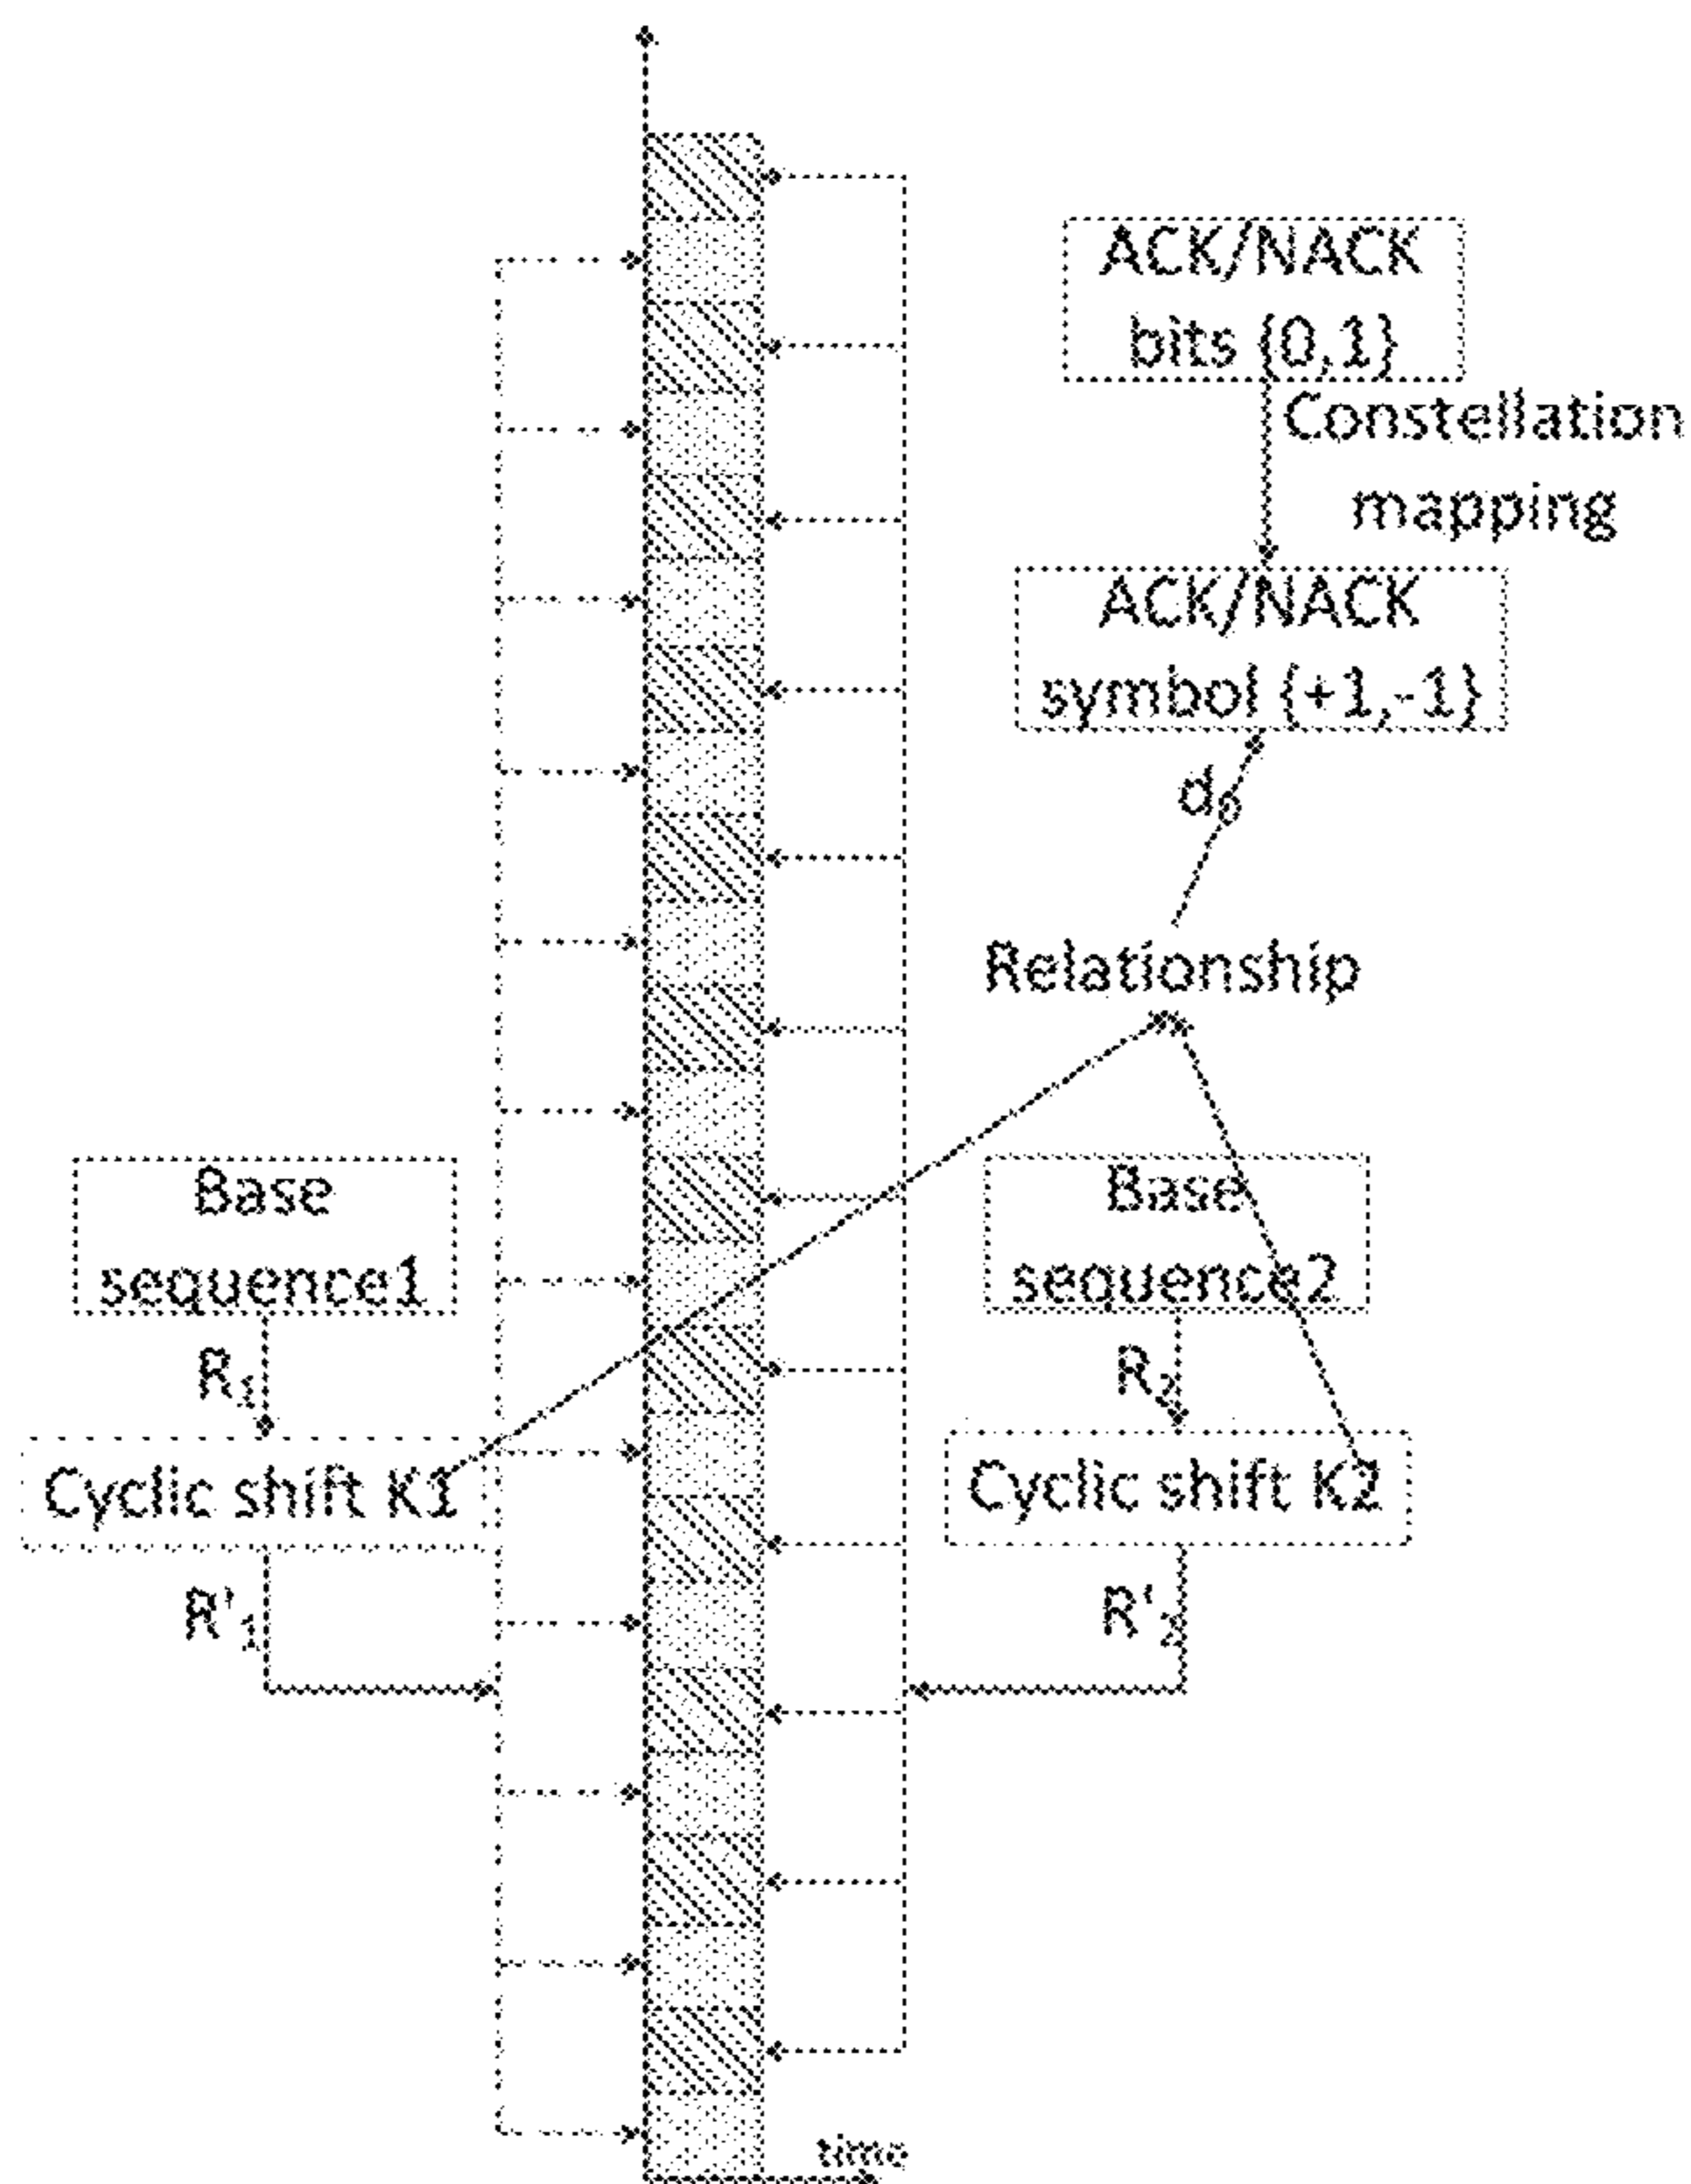 ACK/NACK
bits {0,1}
Constellation
mapping
ACK/NACK
symbol {+1,-1}
d0
Relationship
Base
sequence1
Base
sequence2
R1
R2
Cyclic shift K1
Cyclic shift K2
R'1
R'2
time